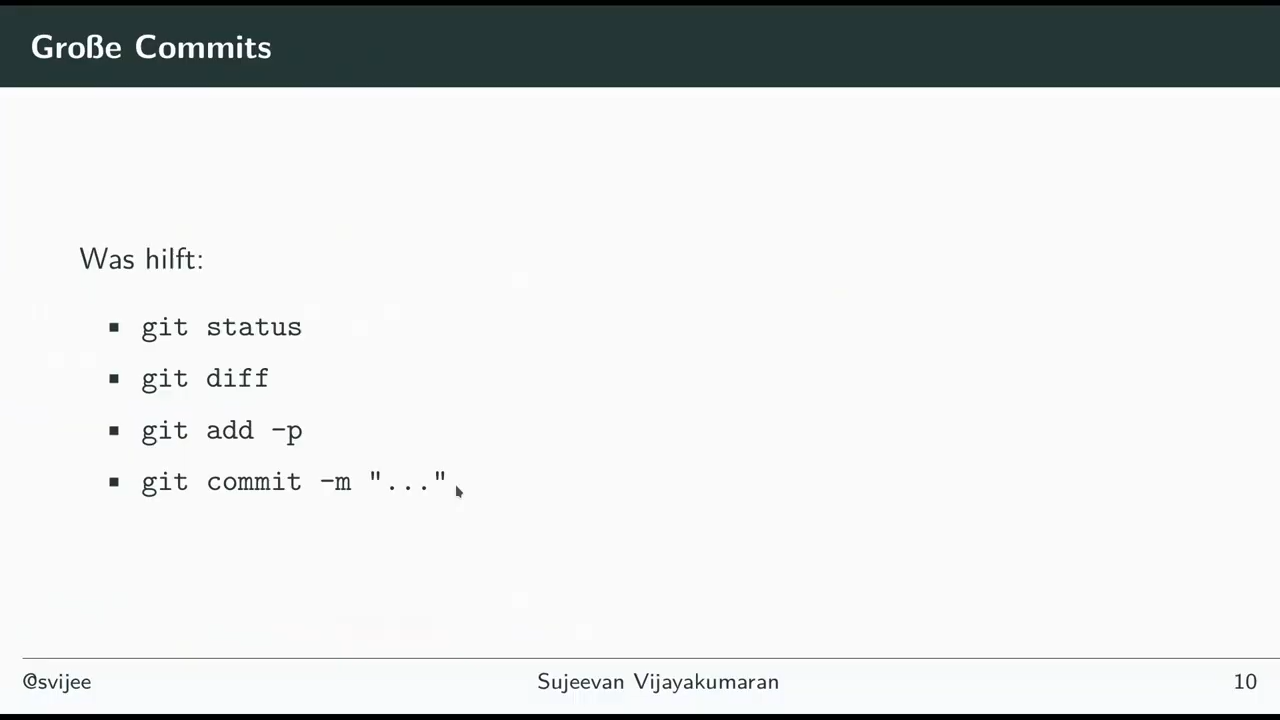 Große Commits
Was hilft:
▪ git status
▪ git diff
▪ git add -p
▪ git commit -m "..."
@svijee
Sujeevan Vijayakumaran
10